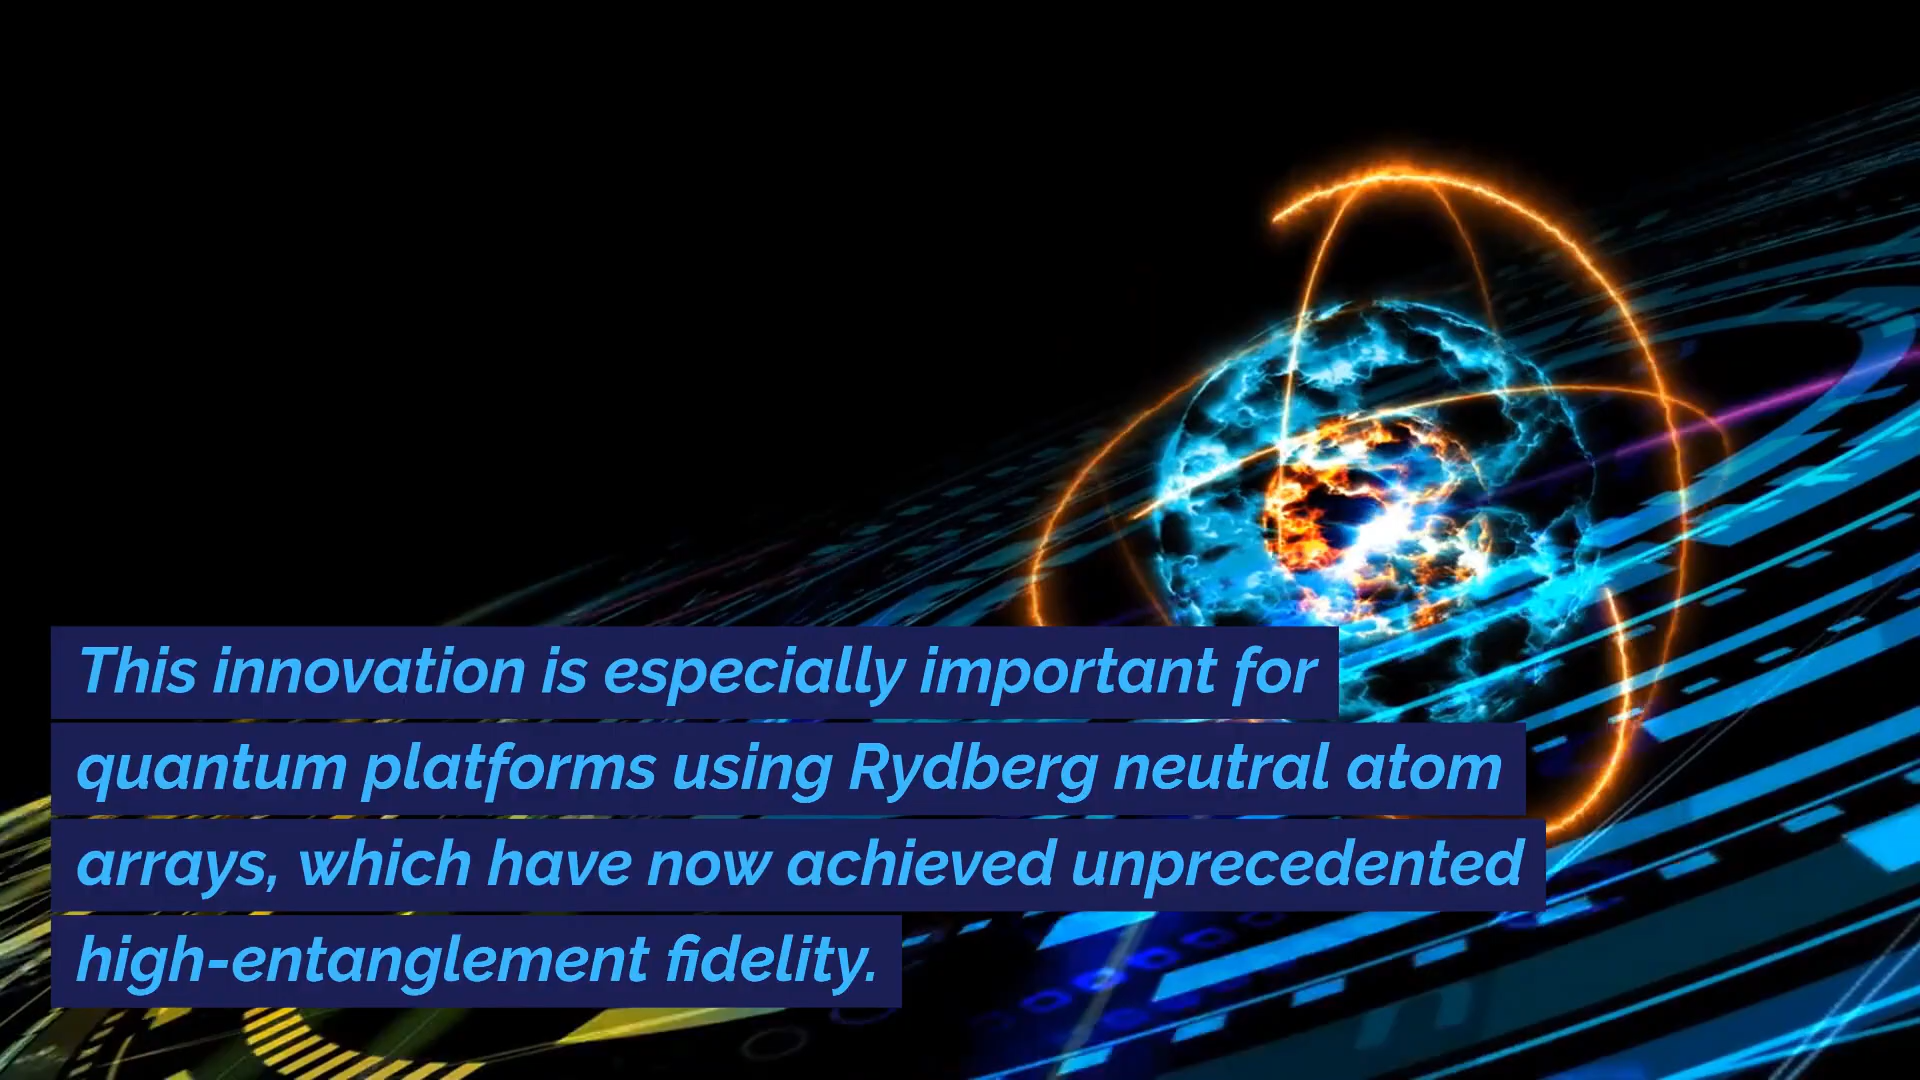 This innovation is especially important for
quantum platforms using Rydberg neutral atom
arrays, which have now achieved unprecedented
high-entanglement fidelity.